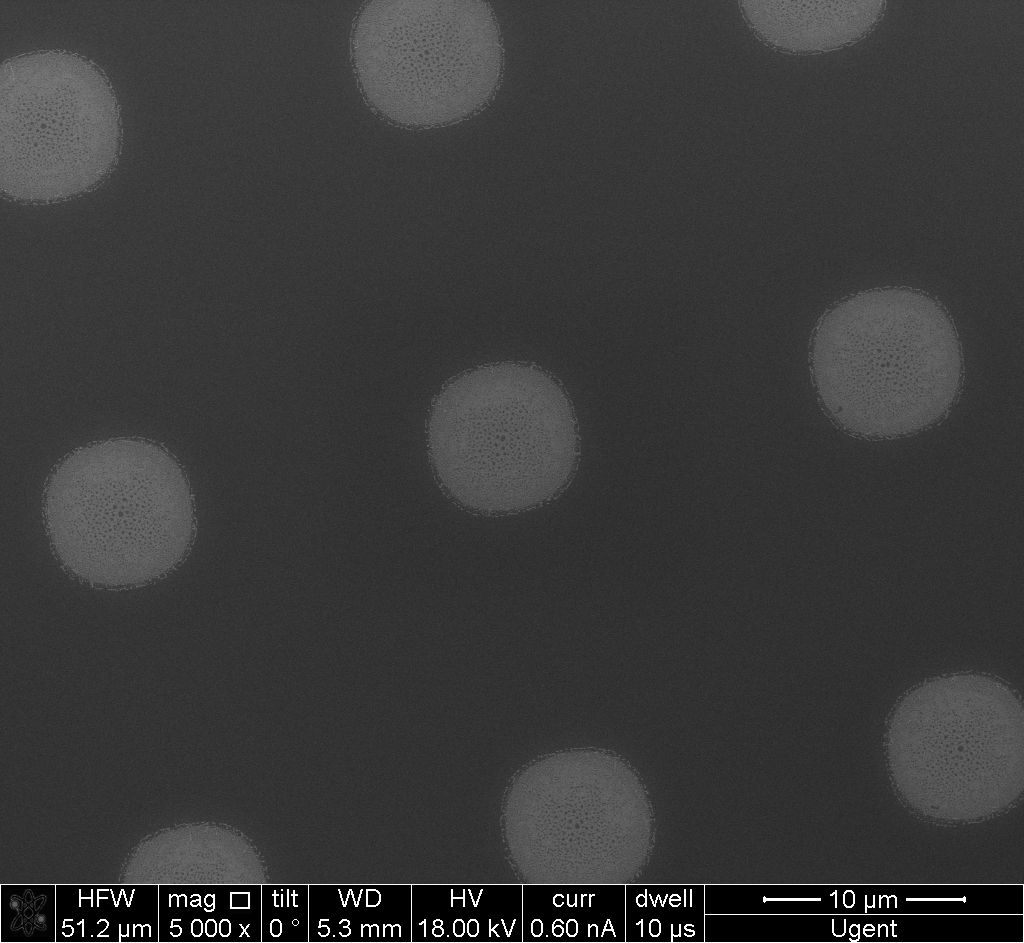 HFW mag tilt WD HV curr dwell 10 µm
51.2 µm 5 000 x 0 ° 5.3 mm 18.00 kV 0.60 nA 10 µs Ugent